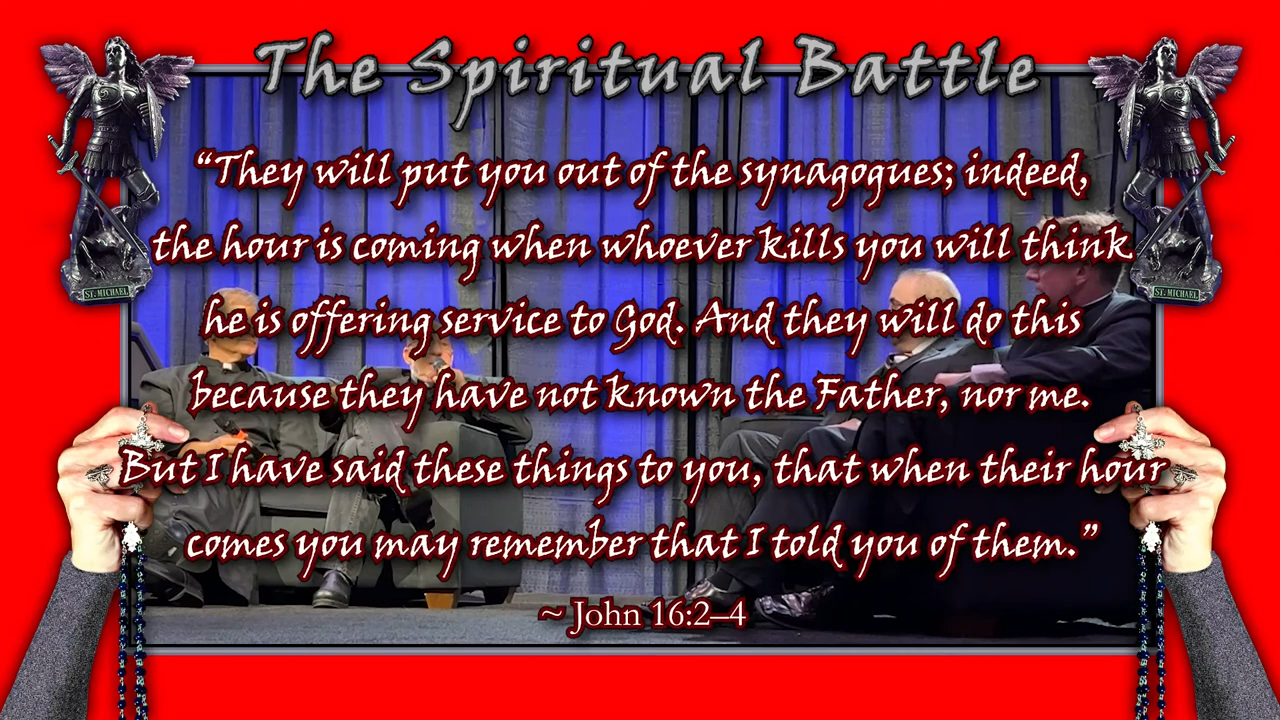 The Spiritual Battle
“They will put you out of the synagogues; indeed,
the hour is coming when whoever kills you will think
he is offering service to God. And they will do this
because they have not known the Father, nor me.
But I have said these things to you, that when their hour
comes you may remember that I told you of them.”
~ John 16:2–4
ST. MICHAEL
ST. MICHAEL